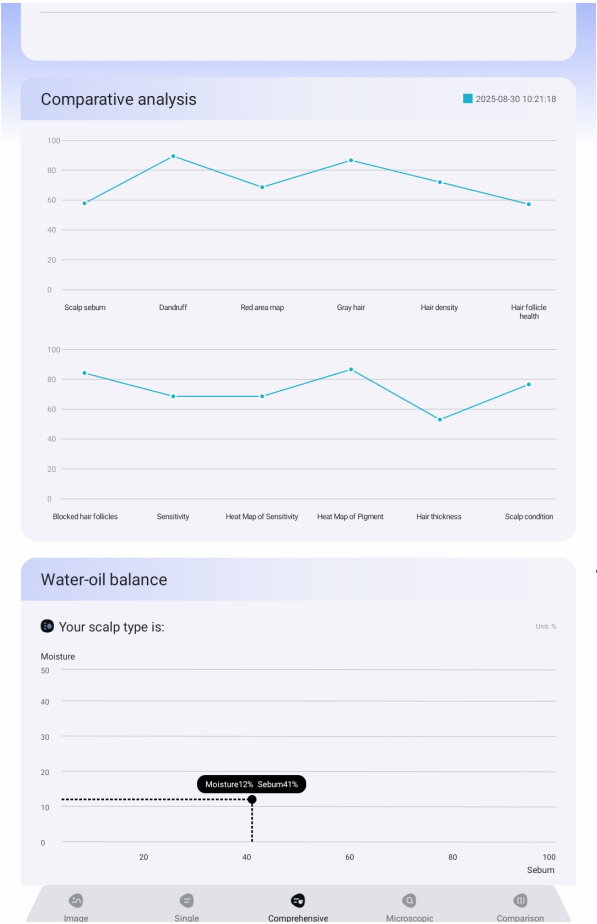 Comparative analysis
2025-08-30 10:21:18
100
80
60
40
20
0
Scalp sebum Dandruff Red area map Gray hair Hair density Hair follicle
health
100
80
60
40
20
0
Blocked hair follicles Sensitivity Heat Map of Sensitivity Heat Map of Pigment Hair thickness Scalp condition
Water-oil balance
Your scalp type is:
Unit: %
Moisture
50
40
30
20
Moisture12% Sebum41%
10
0
20 40 60 80 100
Sebum
Image Single Comprehensive Microscopic Comparison